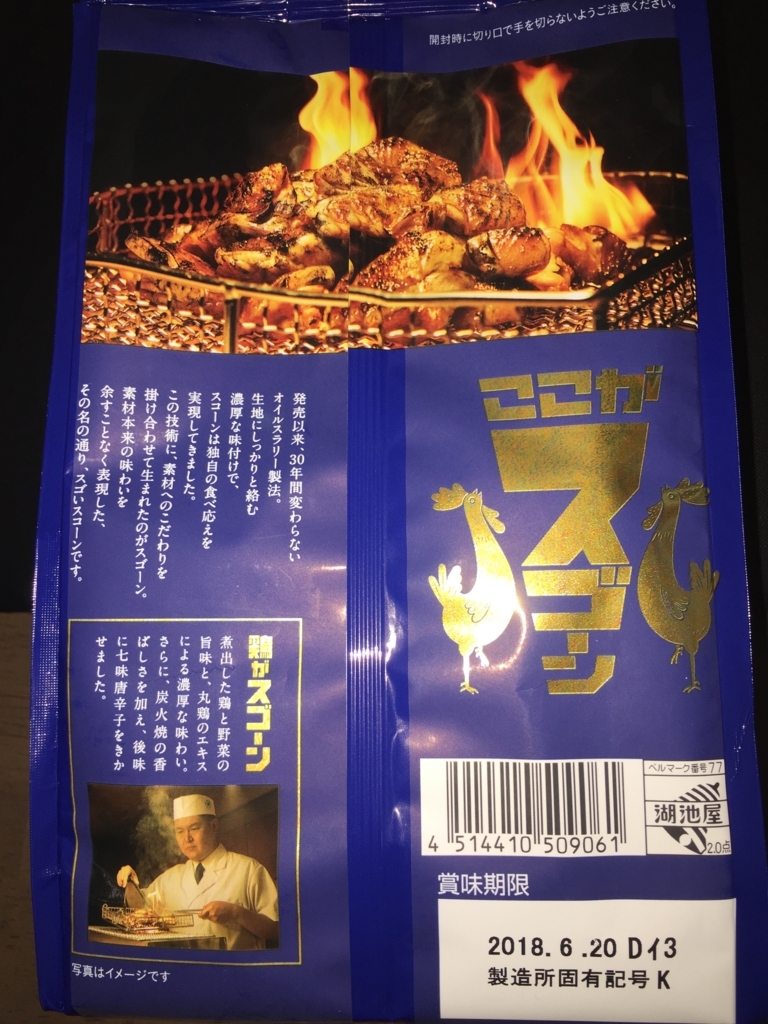 開封時に切り口で手を切らないようご注意ください。
ここが
スゴーン
発売以来、30年間変わらない
オイルスラリー製法。
生地にしっかりと絡む
濃厚な味付けで、
スコーンは独自の食べ応えを
実現してきました。
この技術に、素材へのこだわりを
掛け合わせて生まれたのがスゴーン。
素材本来の味わいを
余すことなく表現した、
その名の通り、スゴいスコーンです。
鶏がスゴーン
煮出した鶏と野菜の
旨味と、丸鶏のエキス
による濃厚な味わい。
さらに、炭火焼の香
ばしさを加え、後味
に七味唐辛子をきか
せました。
写真はイメージです
4 514410 509061
ベルマーク番号77
湖池屋
2.0点
賞味期限
2018.6.20 Dイ3
製造所固有記号 K